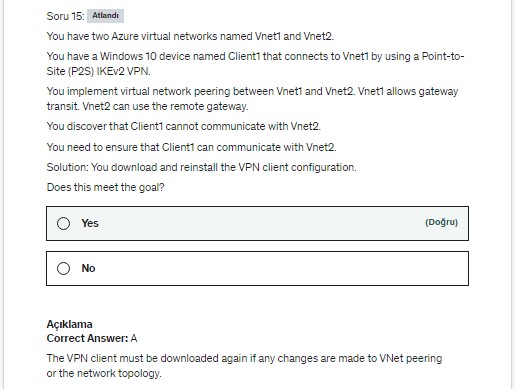 Soru 15: Atlandı
You have two Azure virtual networks named Vnet1 and Vnet2.
You have a Windows 10 device named Client1 that connects to Vnet1 by using a Point-to-
Site (P2S) IKEv2 VPN.
You implement virtual network peering between Vnet1 and Vnet2. Vnet1 allows gateway
transit. Vnet2 can use the remote gateway.
You discover that Client1 cannot communicate with Vnet2.
You need to ensure that Client1 can communicate with Vnet2.
Solution: You download and reinstall the VPN client configuration.
Does this meet the goal?
Yes (Doğru)
No
Açıklama
Correct Answer: A
The VPN client must be downloaded again if any changes are made to VNet peering
or the network topology.